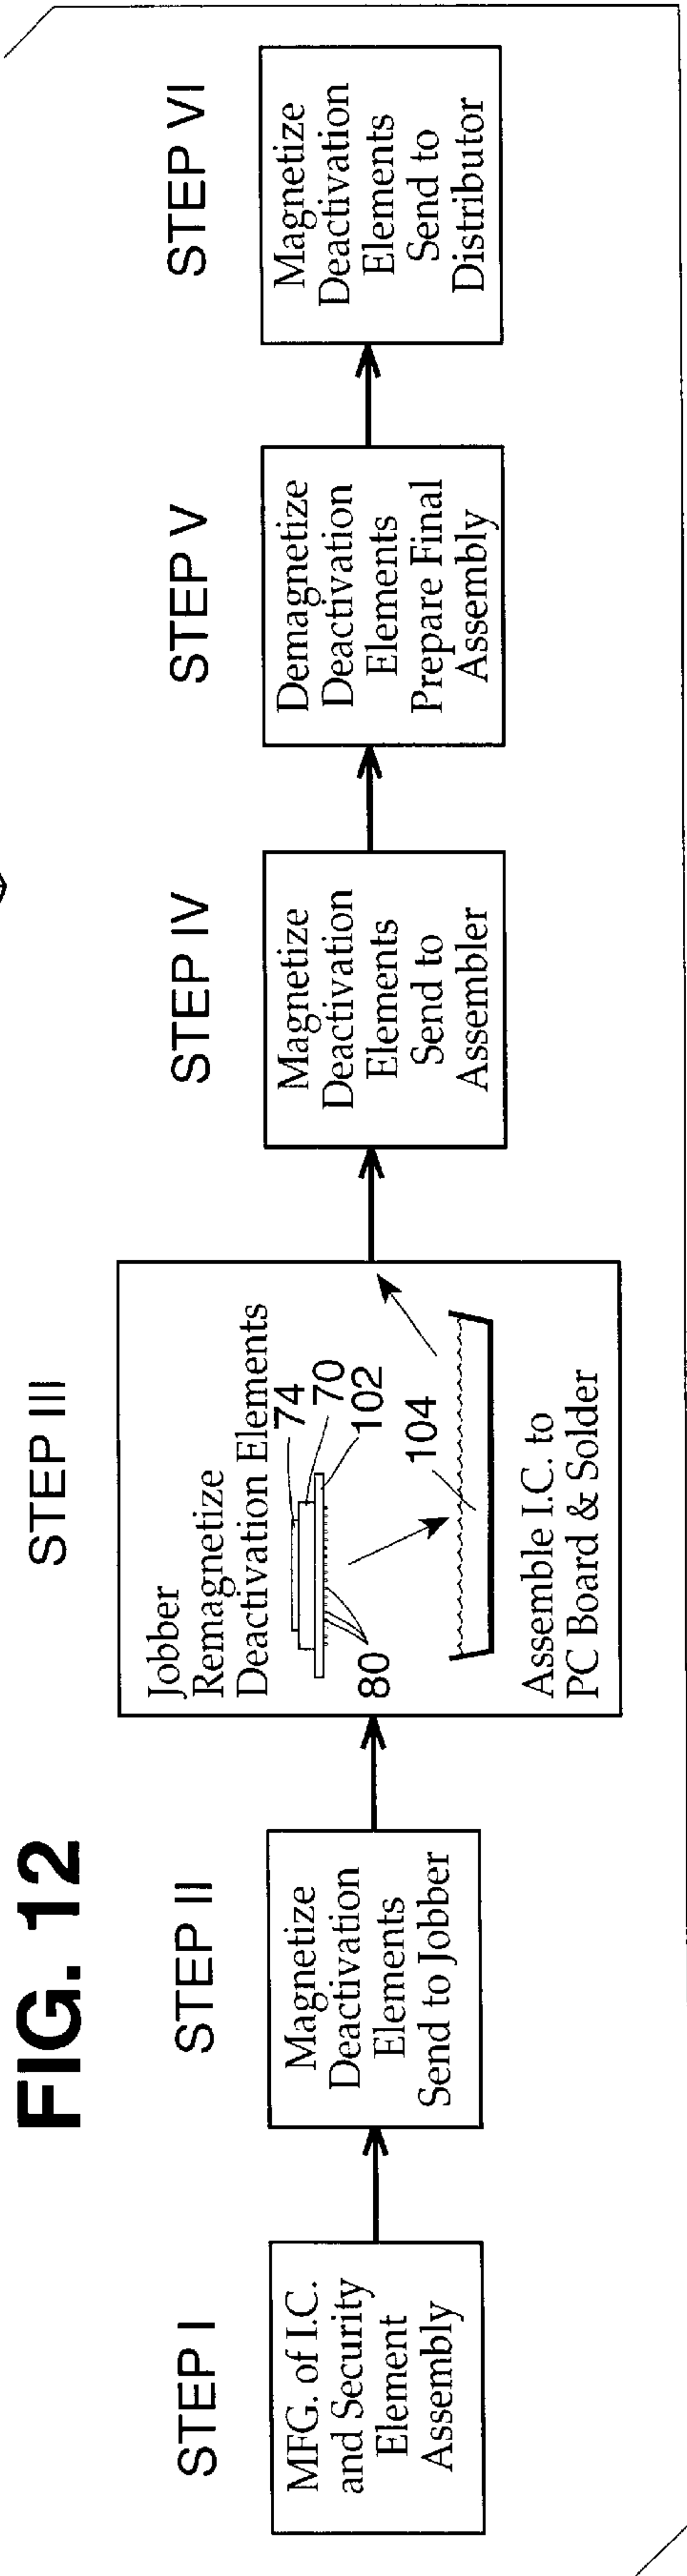 FIG. 12
STEP I
MFG. of I.C.
and Security
Element
Assembly
STEP II
Magnetize
Deactivation
Elements
Send to Jobber
STEP III
Jobber
Remagnetize
Deactivation Elements
74
70
102
80
104
Assemble I.C. to
PC Board & Solder
STEP IV
Magnetize
Deactivation
Elements
Send to
Assembler
STEP V
Demagnetize
Deactivation
Elements
Prepare Final
Assembly
STEP VI
Magnetize
Deactivation
Elements
Send to
Distributor